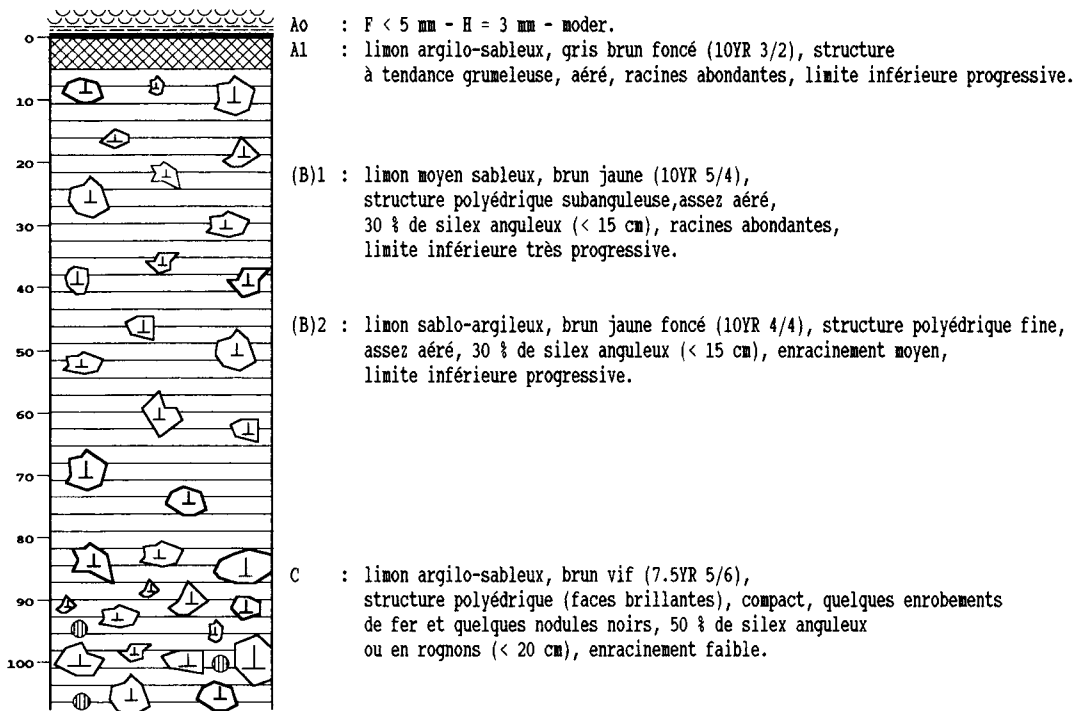 Ao : F < 5 mm - H = 3 mm - moder.
A1 : limon argilo-sableux, gris brun foncé (10YR 3/2), structure
à tendance grumeleuse, aéré, racines abondantes, limite inférieure progressive.
(B)1 : limon moyen sableux, brun jaune (10YR 5/4),
structure polyédrique subanguleuse,assez aéré,
30 % de silex anguleux (< 15 cm), racines abondantes,
limite inférieure très progressive.
(B)2 : limon sablo-argileux, brun jaune foncé (10YR 4/4), structure polyédrique fine,
assez aéré, 30 % de silex anguleux (< 15 cm), enracinement moyen,
limite inférieure progressive.
C : limon argilo-sableux, brun vif (7.5YR 5/6),
structure polyédrique (faces brillantes), compact, quelques enrobements
de fer et quelques nodules noirs, 50 % de silex anguleux
ou en rognons (< 20 cm), enracinement faible.
0
10
20
30
40
50
60
70
80
90
100